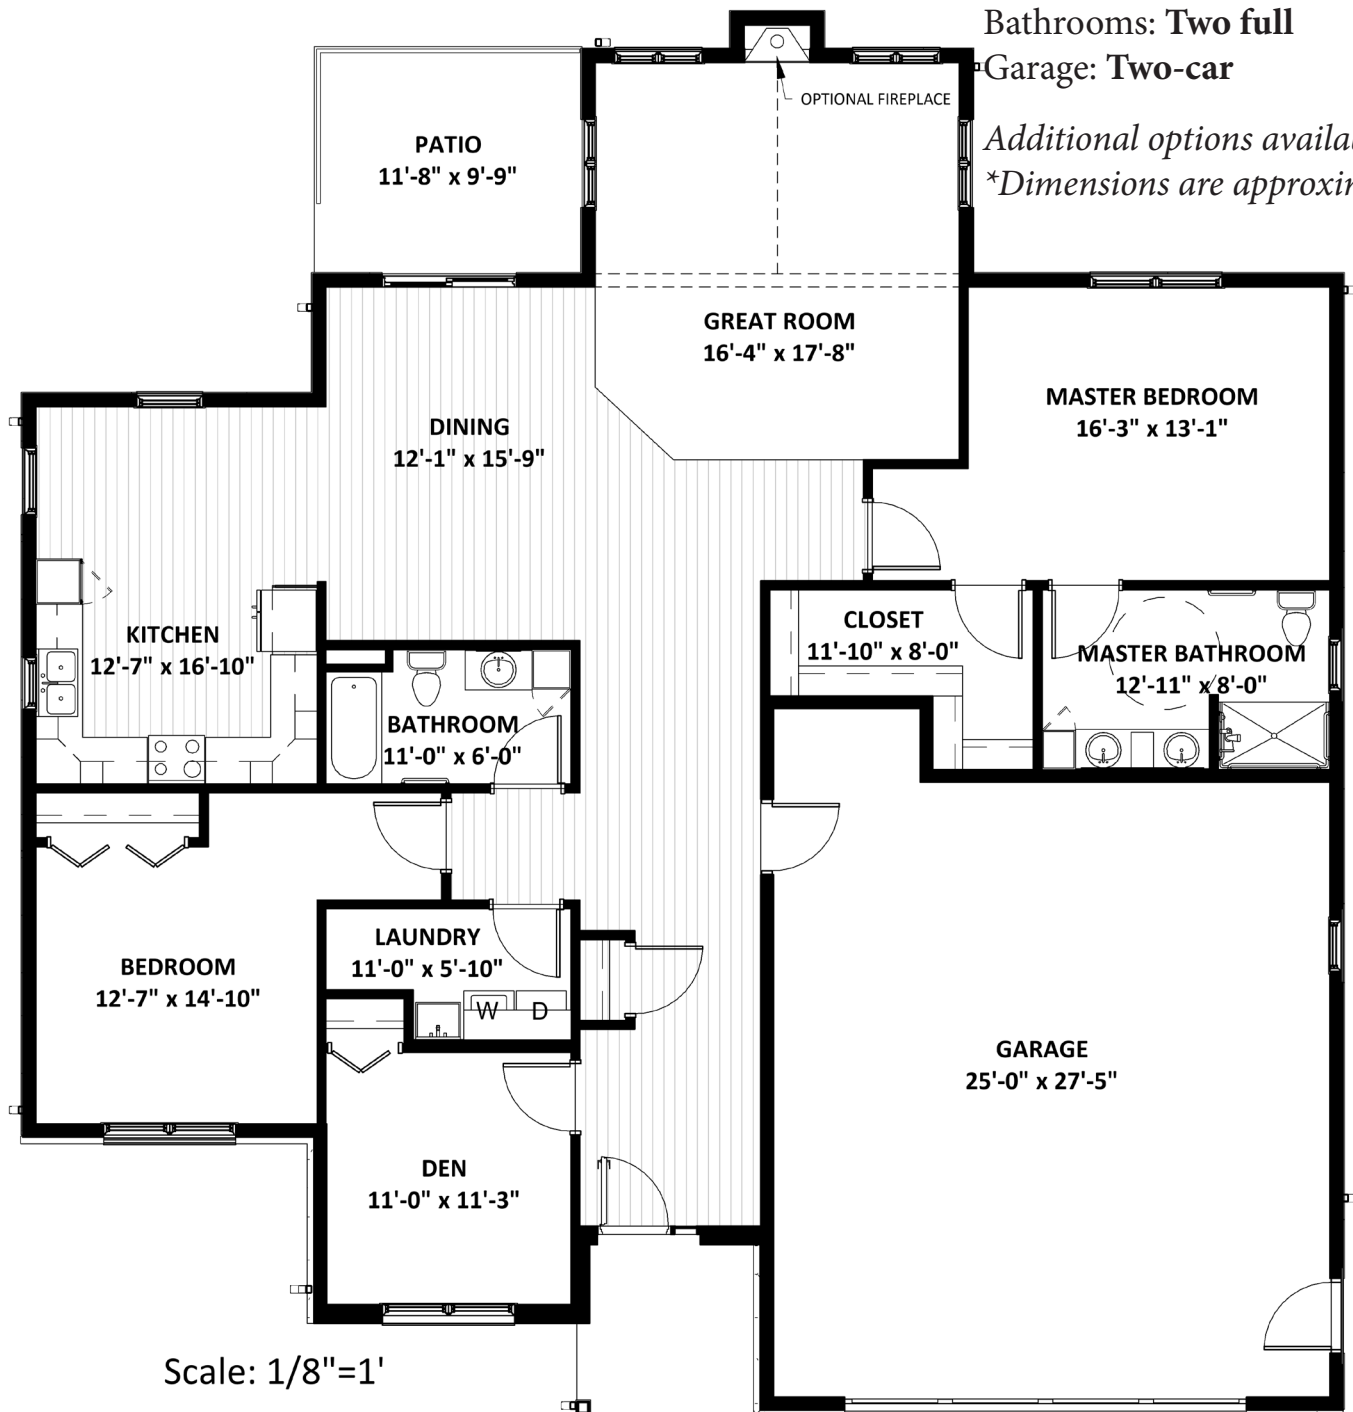 Bathrooms: Two full
Garage: Two-car
Additional options
*Dimensions are
OPTIONAL FIREPLACE
PATIO
11'-8" x 9'-9"
GREAT ROOM
16'-4" x 17'-8"
MASTER BEDROOM
16'-3" x 13'-1"
DINING
12'-1" x 15'-9"
KITCHEN
12'-7" x 16'-10"
CLOSET
11'-10" x 8'-0"
MASTER BATHROOM
12'-11" x 8'-0"
BATHROOM
11'-0" x 6'-0"
LAUNDRY
11'-0" x 5'-10"
W D
BEDROOM
12'-7" x 14'-10"
GARAGE
25'-0" x 27'-5"
DEN
11'-0" x 11'-3"
Scale: 1/8"=1'